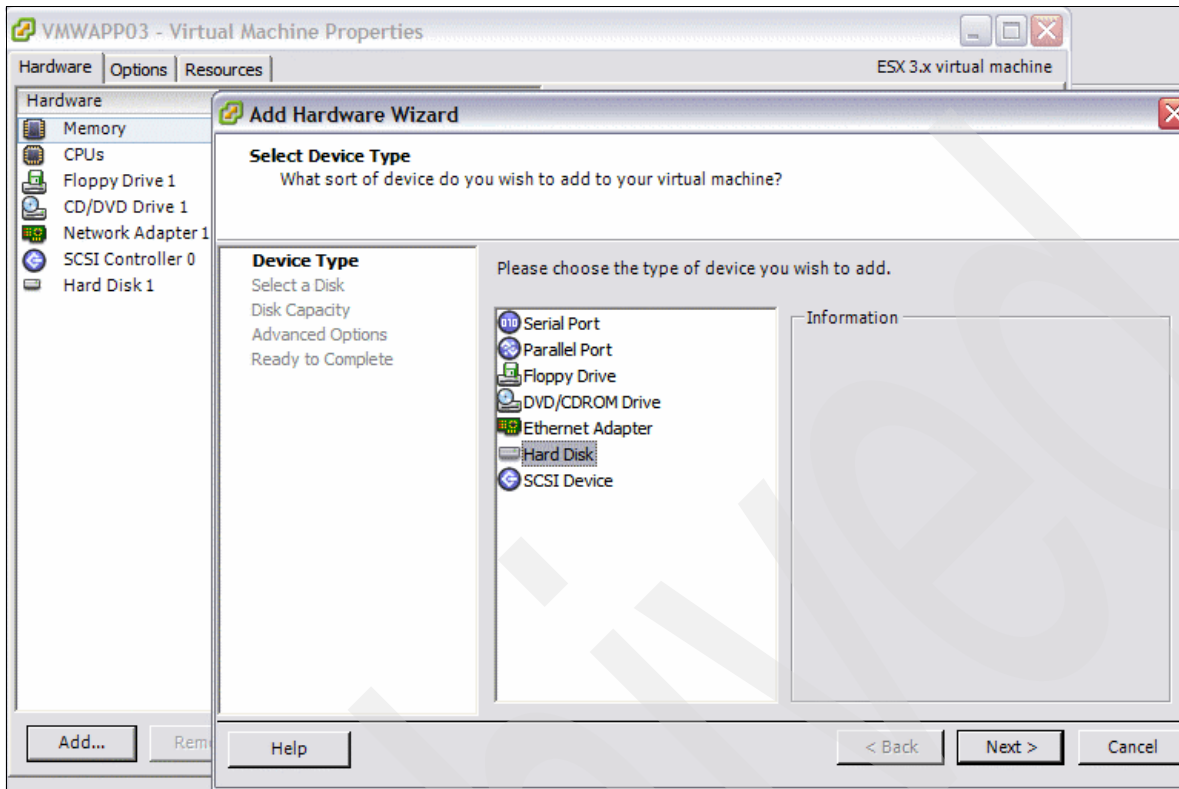 VMWAPP03 - Virtual Machine Properties
Hardware Options Resources ESX 3.x virtual machine
Hardware
Memory
CPUs
Floppy Drive 1
CD/DVD Drive 1
Network Adapter 1
SCSI Controller 0
Hard Disk 1
Add...
Add Hardware Wizard
Select Device Type
What sort of device do you wish to add to your virtual machine?
Device Type
Select a Disk
Disk Capacity
Advanced Options
Ready to Complete
Please choose the type of device you wish to add.
Serial Port
Parallel Port
Floppy Drive
DVD/CDROM Drive
Ethernet Adapter
Hard Disk
SCSI Device
Information
Help
< Back
Next >
Cancel